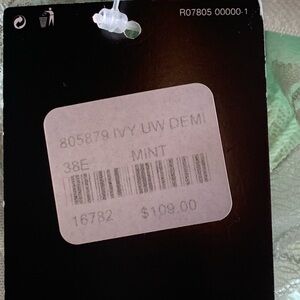 R07805 00000-1
805879 IVY UW DEMI
38E MINT
16782 $109.00